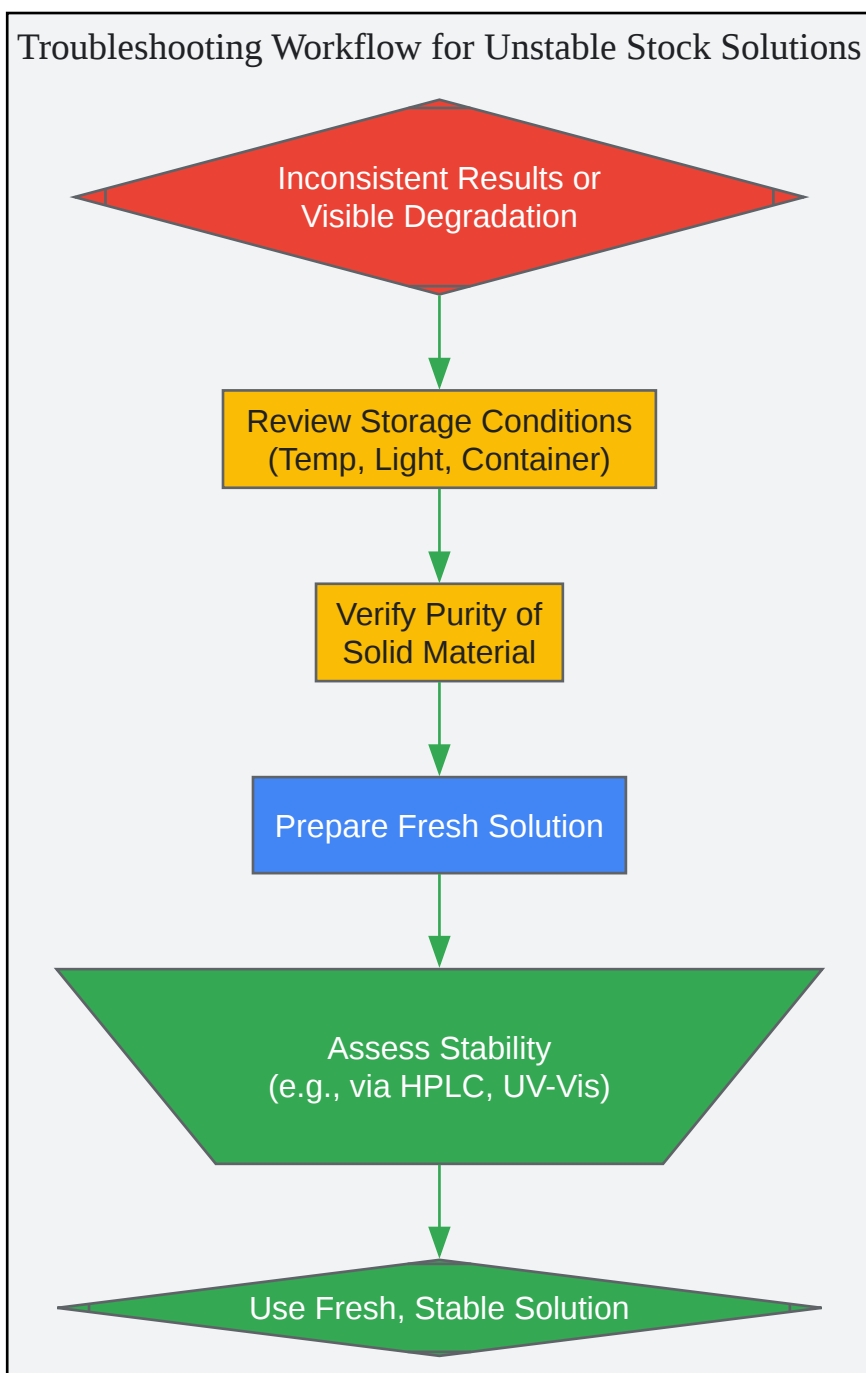 Troubleshooting Workflow for Unstable Stock Solutions
Inconsistent Results or
Visible Degradation
Review Storage Conditions
(Temp, Light, Container)
Verify Purity of
Solid Material
Prepare Fresh Solution
Assess Stability
(e.g., via HPLC, UV-Vis)
Use Fresh, Stable Solution